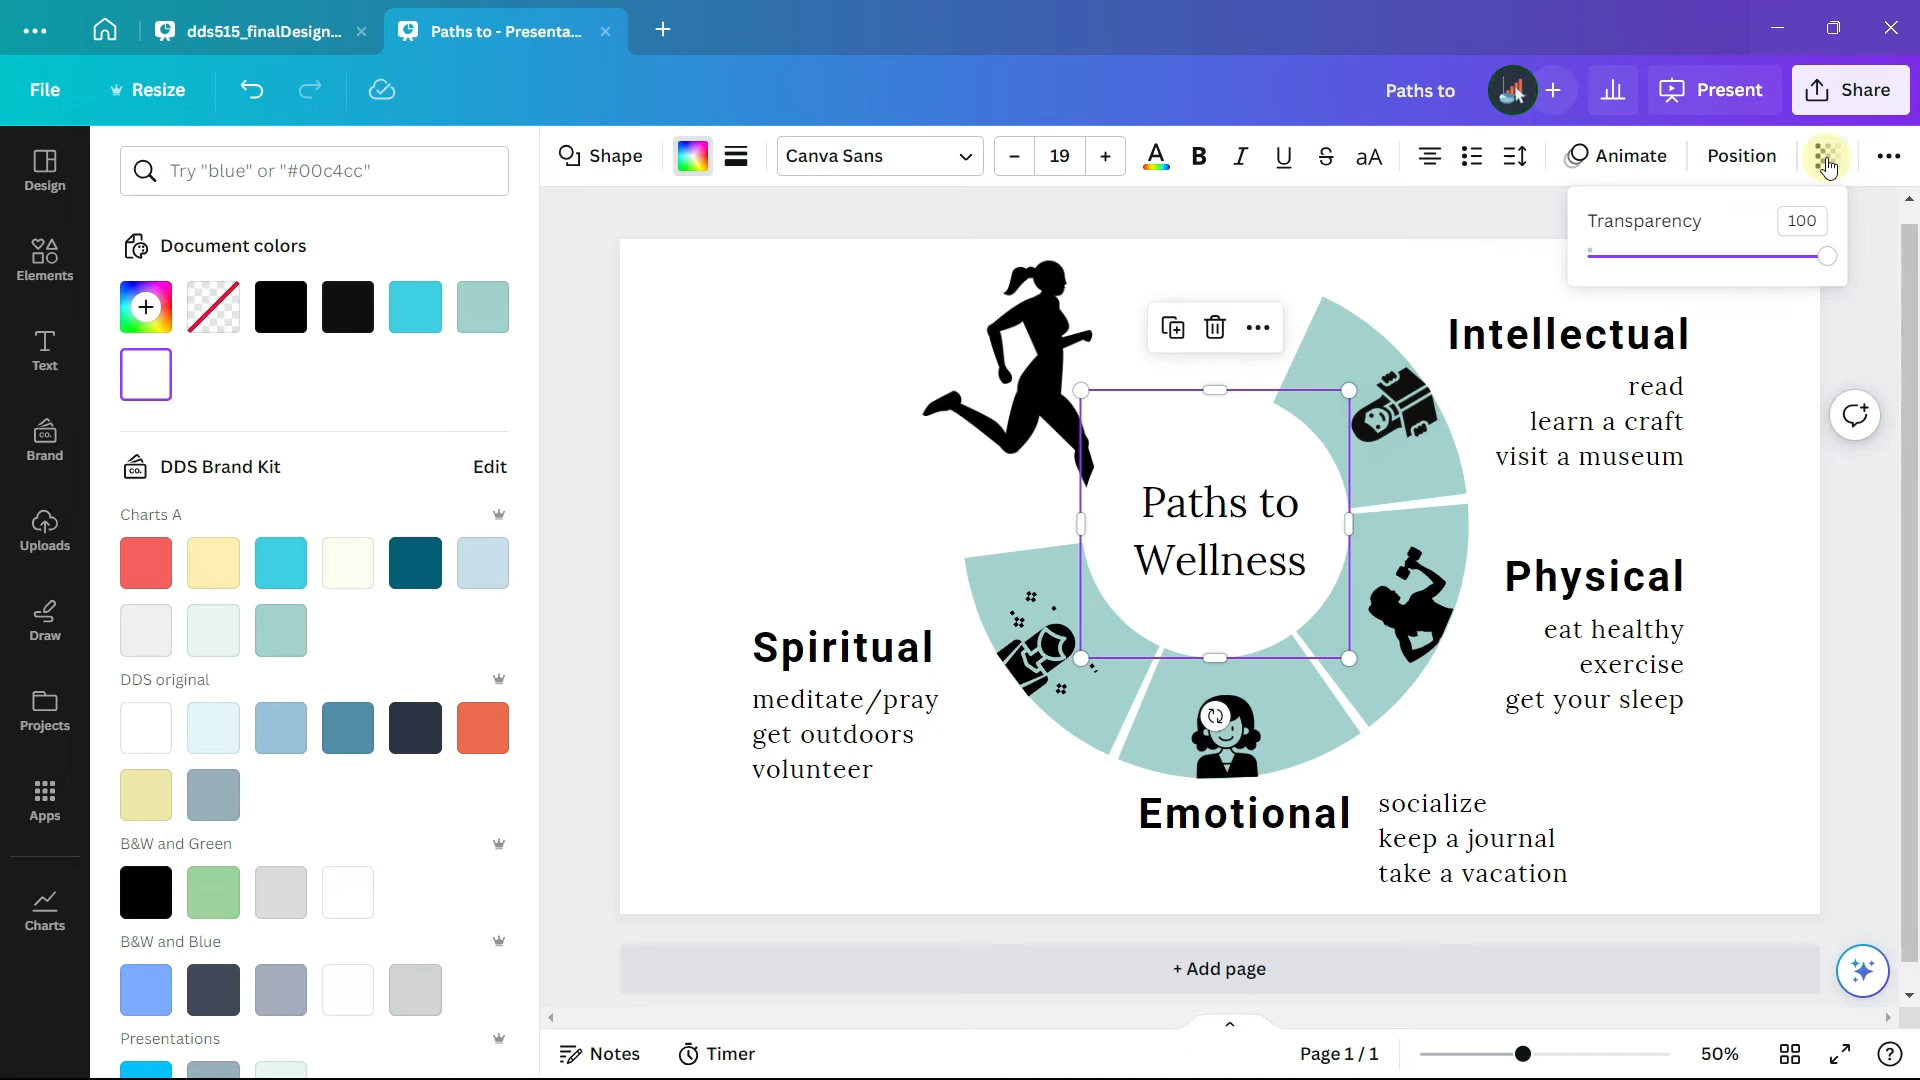 dds515_finalDesign...
Paths to - Presenta...
File
Resize
Paths to
Present
Share
Design
Elements
Text
Brand
Uploads
Draw
Projects
Apps
Charts
Try "blue" or "#00c4cc"
Document colors
DDS Brand Kit
Edit
Charts A
DDS original
B&W and Green
B&W and Blue
Presentations
Shape
Canva Sans
– 19 +
A B I U S aA
Animate
Position
Transparency
100
Intellectual
read
learn a craft
visit a museum
Paths to
Wellness
Physical
eat healthy
exercise
get your sleep
Spiritual
meditate/pray
get outdoors
volunteer
Emotional
socialize
keep a journal
take a vacation
+ Add page
Notes
Timer
Page 1 / 1
50%
CO.
CO.
?